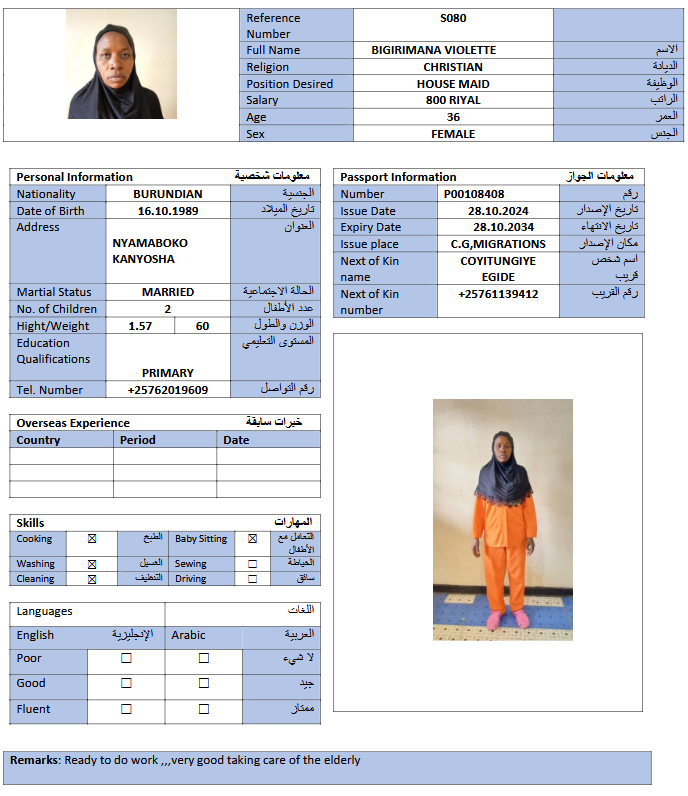 Reference Number S080
Full Name BIGIRIMANA VIOLETTE الاسم
Religion CHRISTIAN الديانة
Position Desired HOUSE MAID الوظيفة
Salary 800 RIYAL الراتب
Age 36 العمر
Sex FEMALE الجنس
Personal Information معلومات شخصية
Nationality BURUNDIAN الجنسية
Date of Birth 16.10.1989 تاريخ الميلاد
Address العنوان
NYAMABOKO
KANYOSHA
Martial Status MARRIED الحالة الاجتماعية
No. of Children 2 عدد الأطفال
Hight/Weight 1.57 60 الوزن والطول
Education المستوى التعليمي
Qualifications
PRIMARY
Tel. Number +25762019609 رقم التواصل
Passport Information معلومات الجواز
Number P00108408 رقم
Issue Date 28.10.2024 تاريخ الإصدار
Expiry Date 28.10.2034 تاريخ الانتهاء
Issue place C.G,MIGRATIONS مكان الإصدار
Next of Kin COYITUNGIYE اسم شخص
name EGIDE قريب
Next of Kin +25761139412 رقم القريب
number
Overseas Experience خبرات سابقة
Country Period Date
Skills المهارات
Cooking ☒ الطبخ Baby Sitting ☒ التعامل مع الأطفال
Washing ☒ الغسيل Sewing ☐ الخياطة
Cleaning ☒ التنظيف Driving ☐ سائق
Languages اللغات
English الإنجليزية Arabic العربية
Poor ☐ ☐ لا شيء
Good ☐ ☐ جيد
Fluent ☐ ☐ ممتاز
Remarks: Ready to do work ,,,very good taking care of the elderly